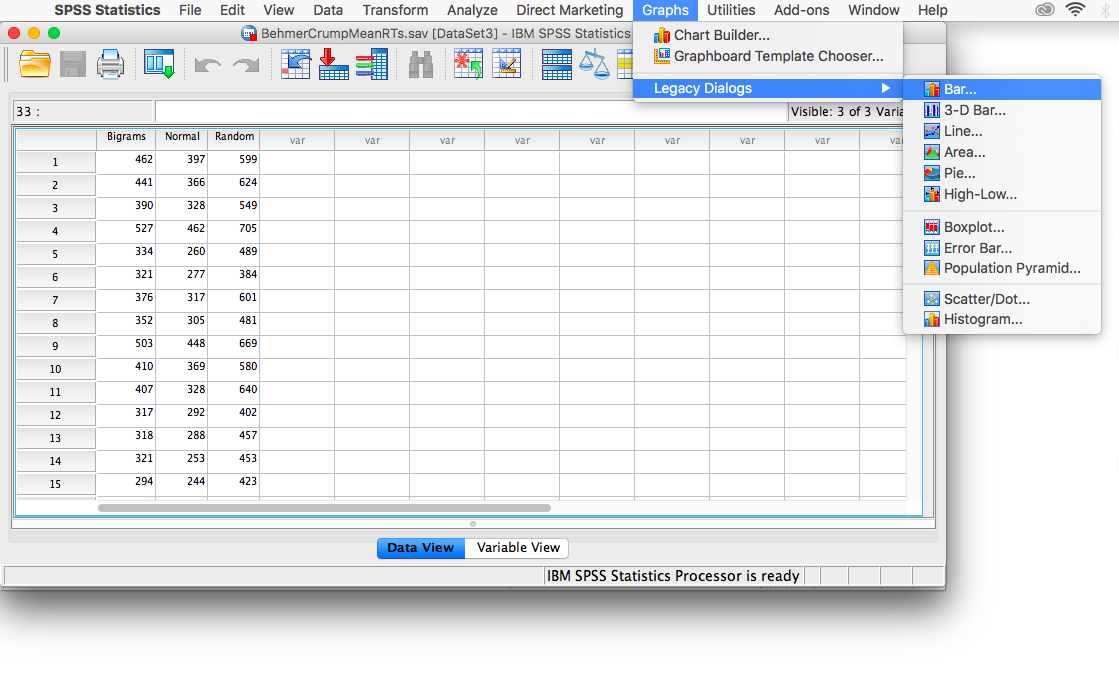 SPSS Statistics File Edit View Data Transform Analyze Direct Marketing Graphs Utilities Add-ons Window Help
BehmerCrumpMeanRTs.sav [DataSet3] - IBM SPSS Statistics
Chart Builder...
Graphboard Template Chooser...
Legacy Dialogs
Bar...
3-D Bar...
Line...
Area...
Pie...
High-Low...
Boxplot...
Error Bar...
Population Pyramid...
Scatter/Dot...
Histogram...
33 :
Visible: 3 of 3 Varia
Bigrams Normal Random var var var var var var var var va
1 462 397 599
2 441 366 624
3 390 328 549
4 527 462 705
5 334 260 489
6 321 277 384
7 376 317 601
8 352 305 481
9 503 448 669
10 410 369 580
11 407 328 640
12 317 292 402
13 318 288 457
14 321 253 453
15 294 244 423
Data View Variable View
IBM SPSS Statistics Processor is ready